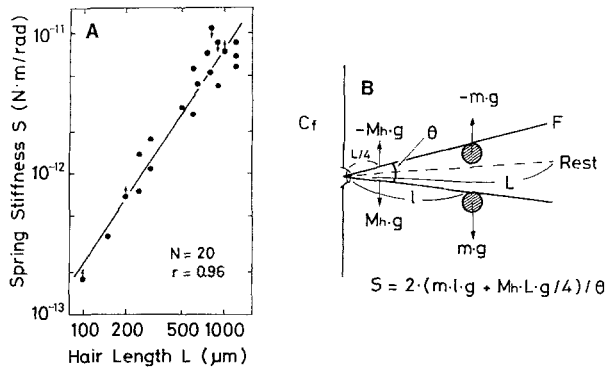 A
Spring Stiffness S (N·m/rad)
10⁻¹¹
10⁻¹²
10⁻¹³
N = 20
r = 0.96
100
200
500
1000
Hair Length L (μm)
B
Cf
-m·g
-Mh·g
θ
F
L/4
Rest
L
l
Mh·g
m·g
S = 2·(m·l·g + Mh·L·g/4)/θ